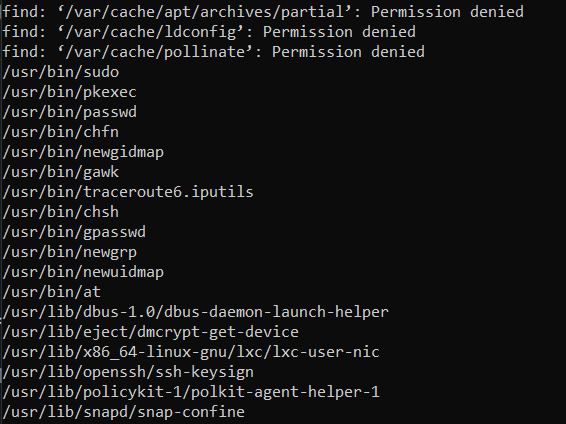 find: ‘/var/cache/apt/archives/partial’: Permission denied
find: ‘/var/cache/ldconfig’: Permission denied
find: ‘/var/cache/pollinate’: Permission denied
/usr/bin/sudo
/usr/bin/pkexec
/usr/bin/passwd
/usr/bin/chfn
/usr/bin/newgidmap
/usr/bin/gawk
/usr/bin/traceroute6.iputils
/usr/bin/chsh
/usr/bin/gpasswd
/usr/bin/newgrp
/usr/bin/newuidmap
/usr/bin/at
/usr/lib/dbus-1.0/dbus-daemon-launch-helper
/usr/lib/eject/dmcrypt-get-device
/usr/lib/x86_64-linux-gnu/lxc/lxc-user-nic
/usr/lib/openssh/ssh-keysign
/usr/lib/policykit-1/polkit-agent-helper-1
/usr/lib/snapd/snap-confine